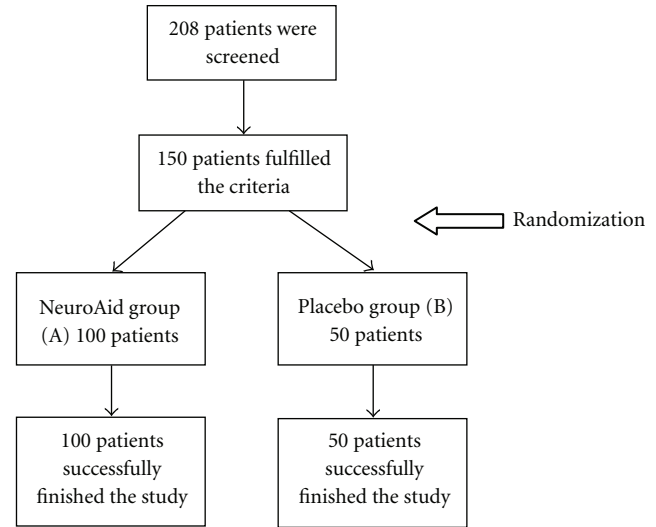 208 patients were
screened
150 patients fulfilled
the criteria
Randomization
NeuroAid group
(A) 100 patients
Placebo group (B)
50 patients
100 patients
successfully
finished the study
50 patients
successfully
finished the study